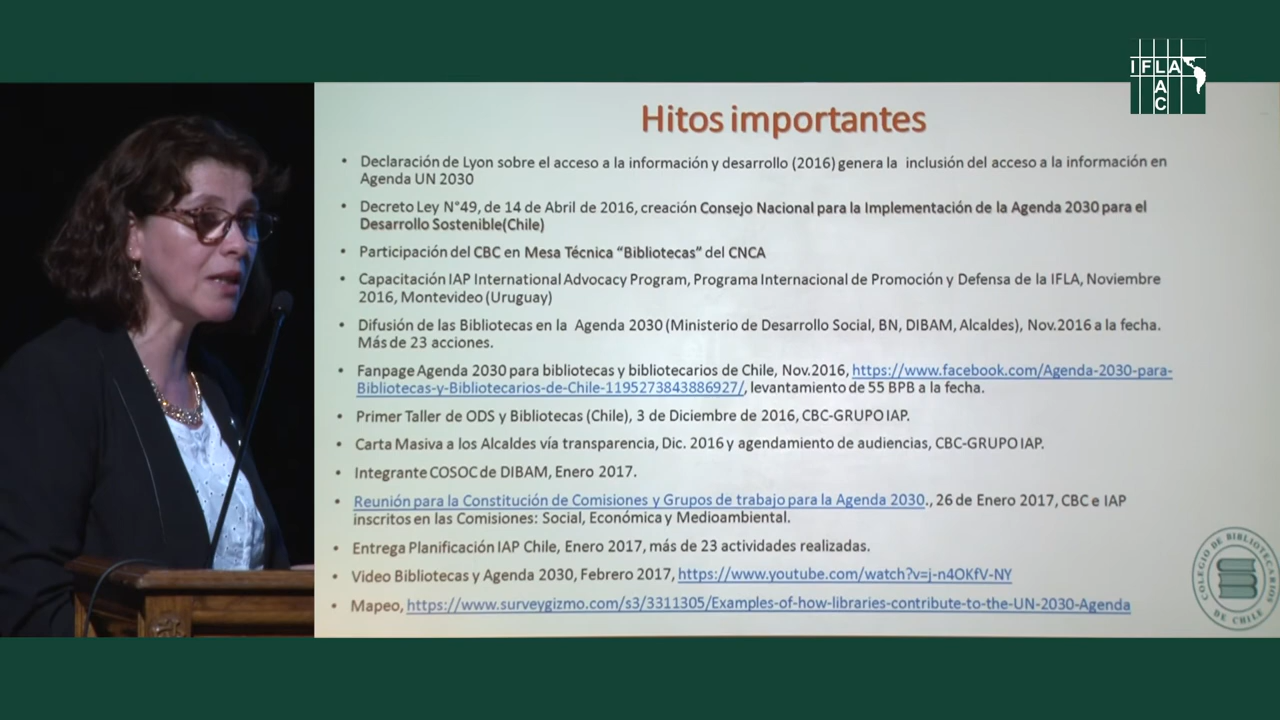 IFLA
LAC
Hitos importantes
• Declaración de Lyon sobre el acceso a la información y desarrollo (2016) genera la inclusión del acceso a la información en
Agenda UN 2030
• Decreto Ley N°49, de 14 de Abril de 2016, creación Consejo Nacional para la Implementación de la Agenda 2030 para el
Desarrollo Sostenible(Chile)
• Participación del CBC en Mesa Técnica “Bibliotecas” del CNCA
• Capacitación IAP International Advocacy Program, Programa Internacional de Promoción y Defensa de la IFLA, Noviembre
2016, Montevideo (Uruguay)
• Difusión de las Bibliotecas en la Agenda 2030 (Ministerio de Desarrollo Social, BN, DIBAM, Alcaldes), Nov.2016 a la fecha.
Más de 23 acciones.
• Fanpage Agenda 2030 para bibliotecas y bibliotecarios de Chile, Nov.2016, https://www.facebook.com/Agenda-2030-para-
Bibliotecas-y-Bibliotecarios-de-Chile-1195273843886927/, levantamiento de 55 BPB a la fecha.
• Primer Taller de ODS y Bibliotecas (Chile), 3 de Diciembre de 2016, CBC-GRUPO IAP.
• Carta Masiva a los Alcaldes vía transparencia, Dic. 2016 y agendamiento de audiencias, CBC-GRUPO IAP.
• Integrante COSOC de DIBAM, Enero 2017.
• Reunión para la Constitución de Comisiones y Grupos de trabajo para la Agenda 2030., 26 de Enero 2017, CBC e IAP
inscritos en las Comisiones: Social, Económica y Medioambiental.
• Entrega Planificación IAP Chile, Enero 2017, más de 23 actividades realizadas.
• Video Bibliotecas y Agenda 2030, Febrero 2017, https://www.youtube.com/watch?v=j-n4OKfV-NY
• Mapeo, https://www.surveygizmo.com/s3/3311305/Examples-of-how-libraries-contribute-to-the-UN-2030-Agenda
COLEGIO DE BIBLIOTECARIOS
DE CHILE